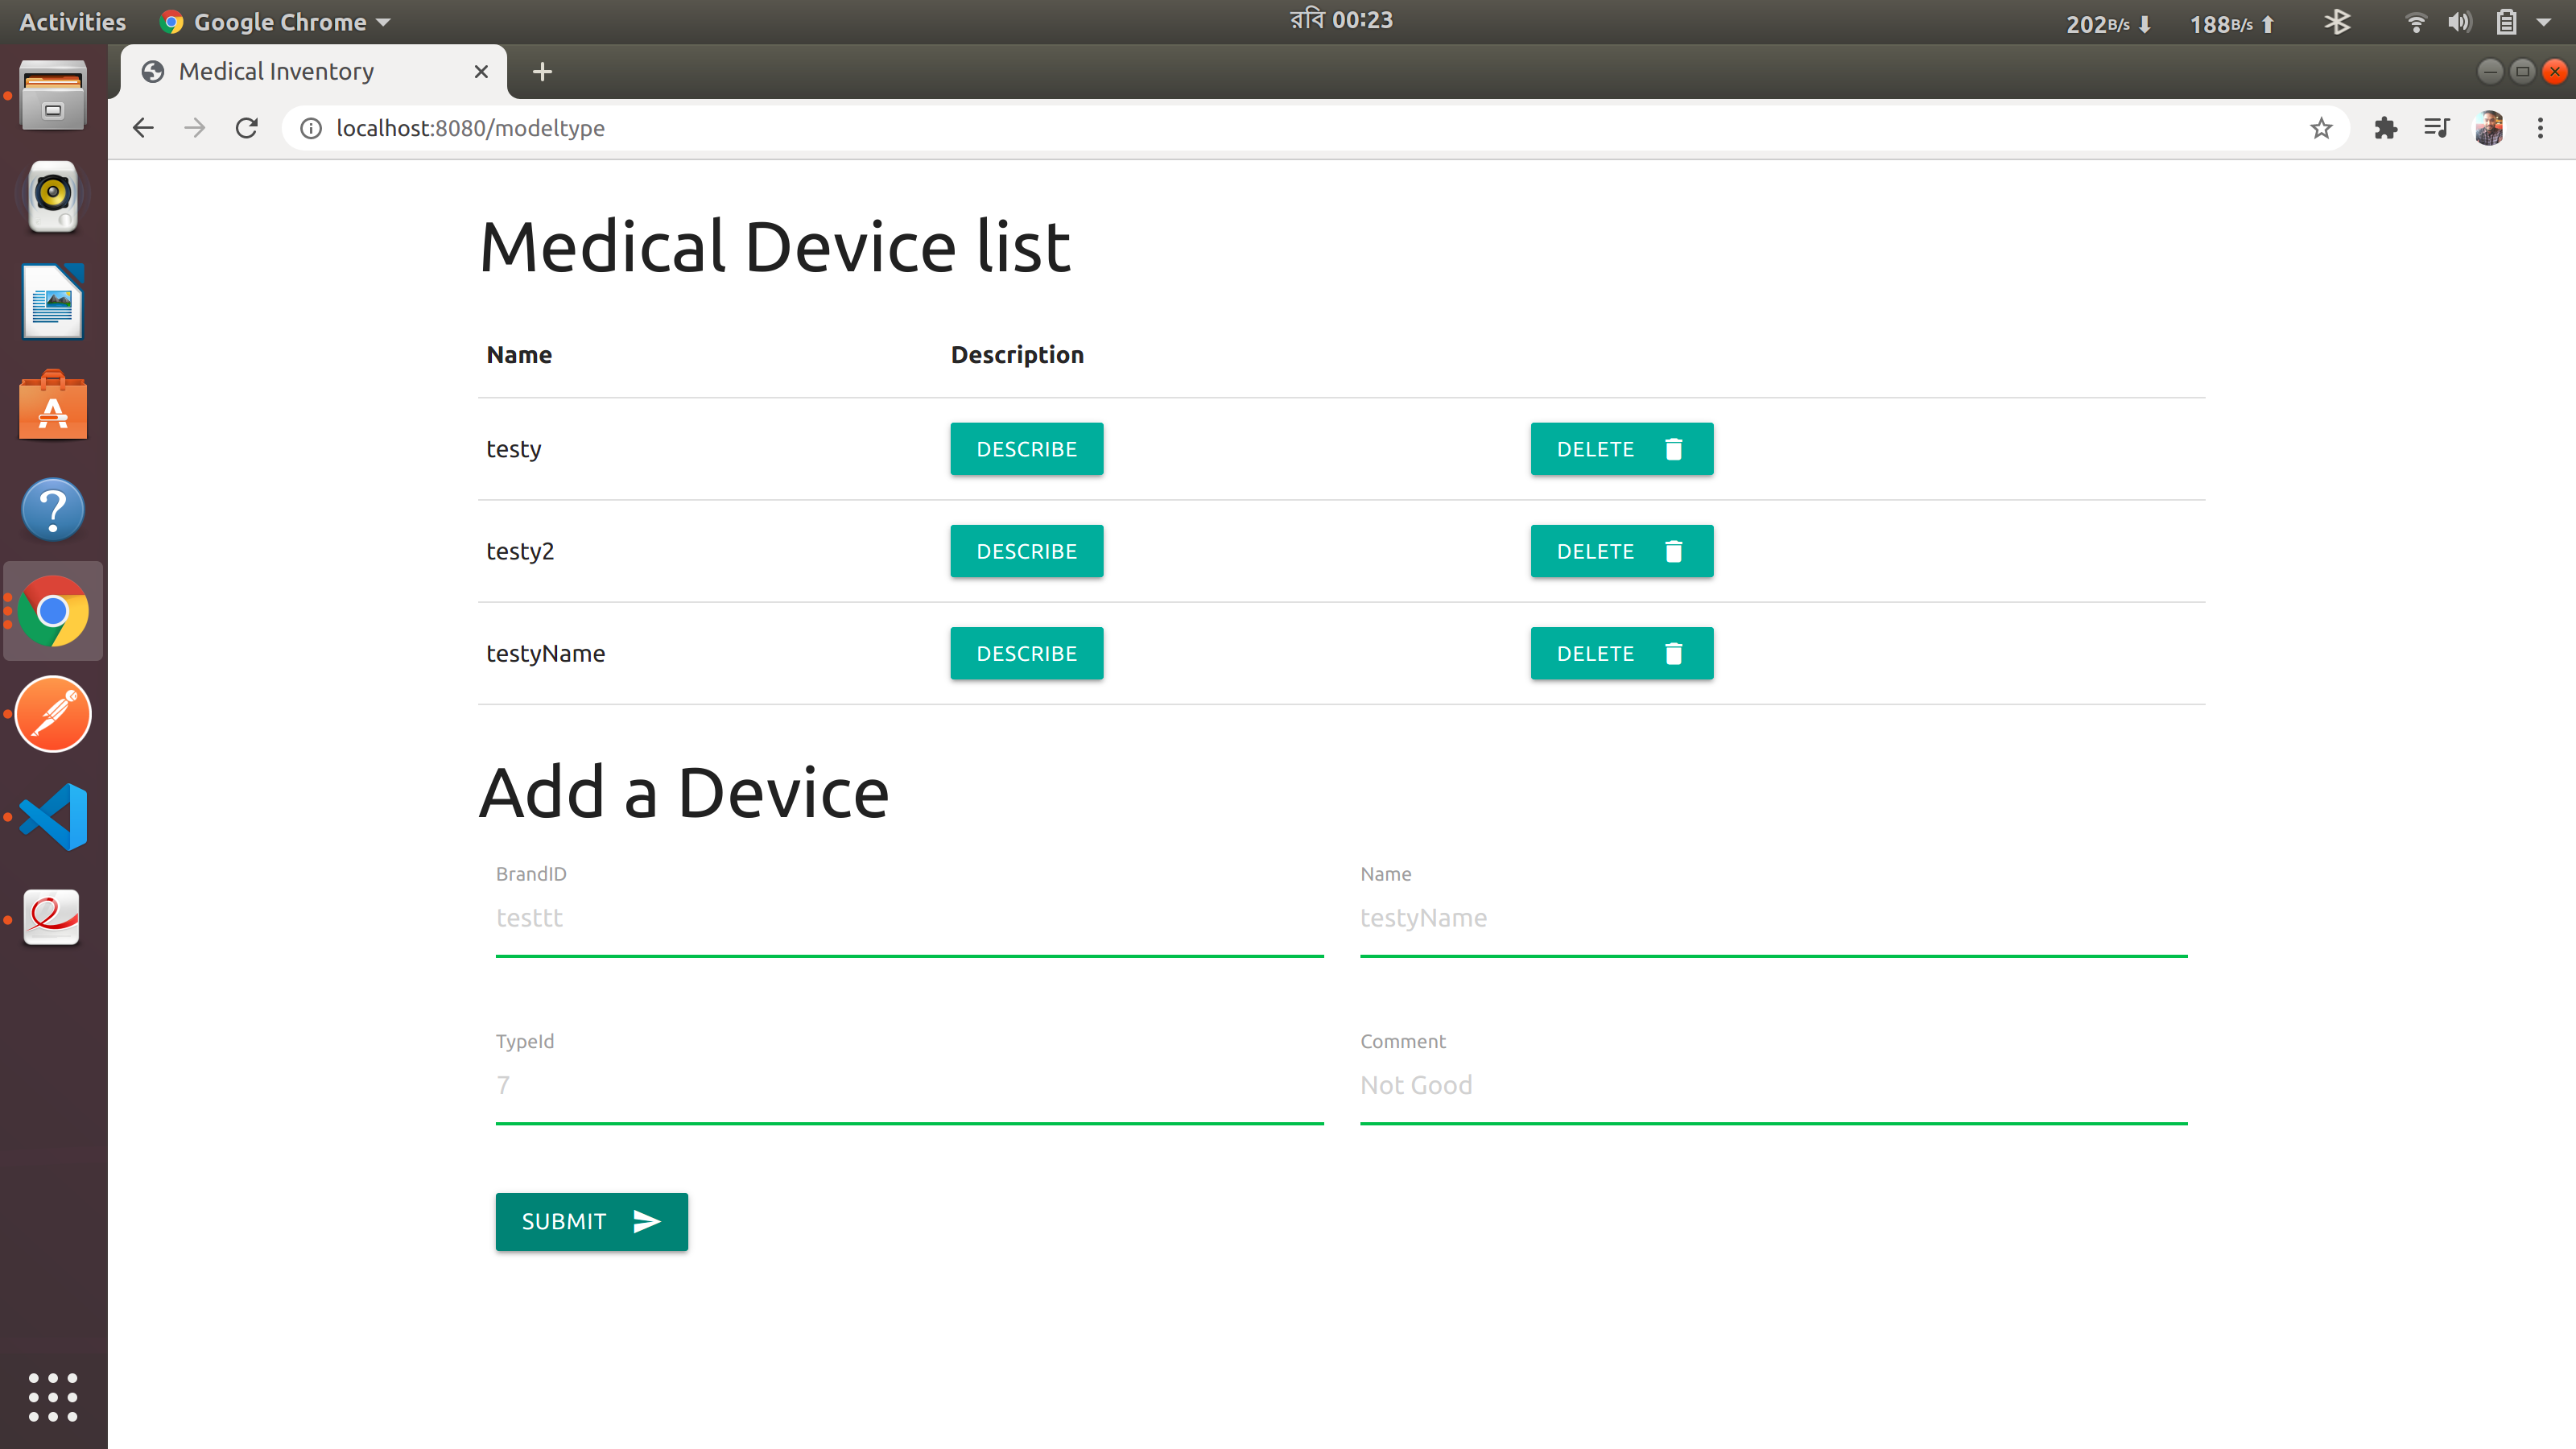 Activities Google Chrome রবি 00:23 202B/s 188B/s
Medical Inventory
localhost:8080/modeltype
Medical Device list
Name Description
testy DESCRIBE DELETE
testy2 DESCRIBE DELETE
testyName DESCRIBE DELETE
Add a Device
BrandID Name
testtt testyName
TypeId Comment
7 Not Good
SUBMIT